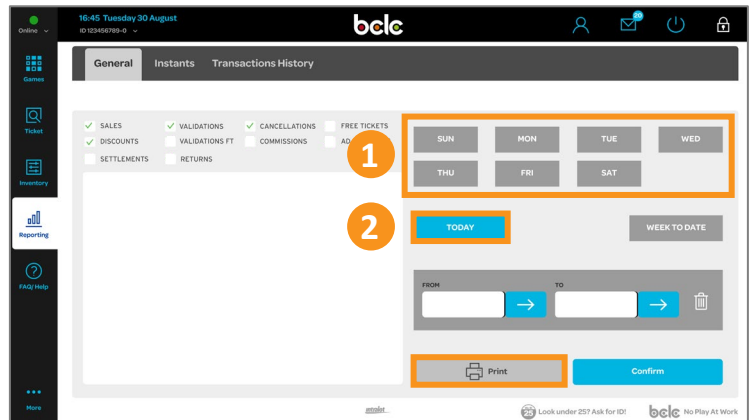 Online
16:45 Tuesday 30 August
ID 123456789-0
bclc
20
Games
Ticket
Inventory
Reporting
FAQ/Help
More
General Instants Transactions History
SALES VALIDATIONS CANCELLATIONS FREE TICKETS
DISCOUNTS VALIDATIONS FT COMMISSIONS AD
SETTLEMENTS RETURNS
1
SUN MON TUE WED
THU FRI SAT
2
TODAY WEEK TO DATE
FROM TO
Print Confirm
intralot 25 Look under 25? Ask for ID! bclc No Play At Work